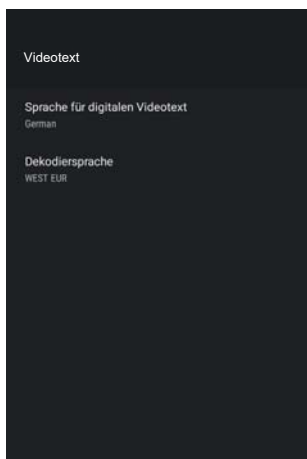 Videotext
Sprache für digitalen Videotext
German
Dekodiersprache
WEST EUR